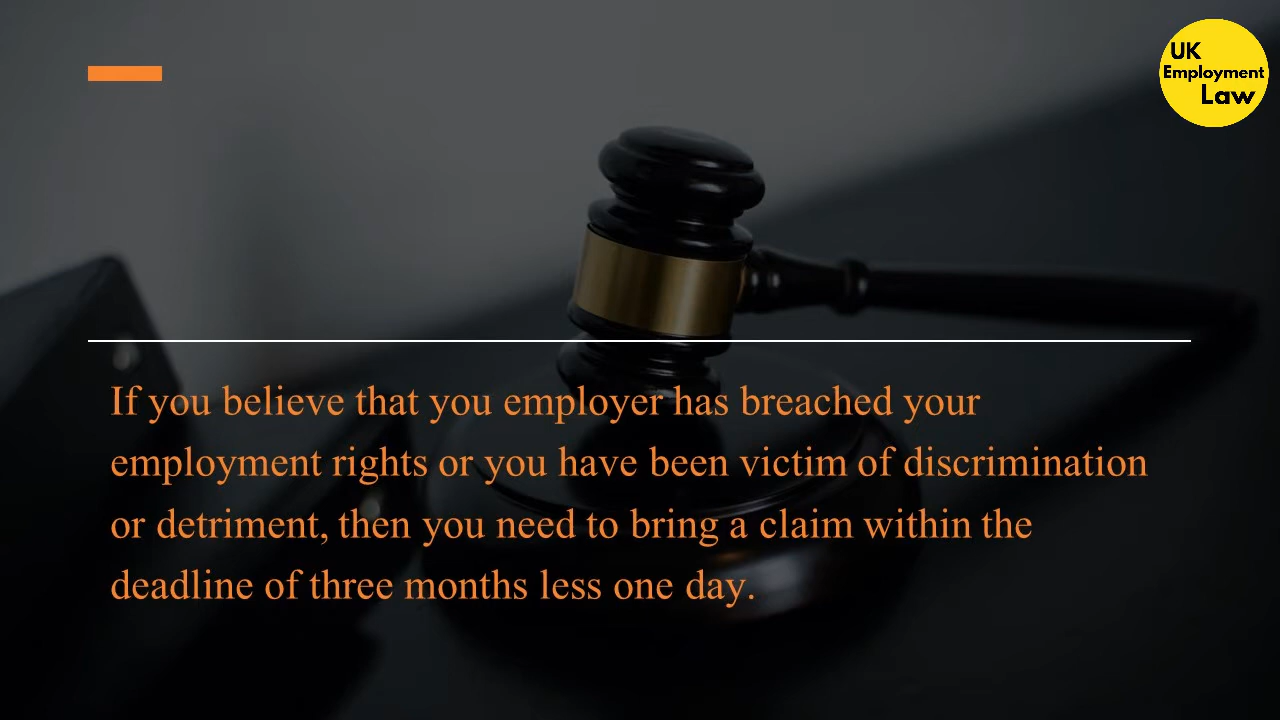 UK
Employment
Law
If you believe that you employer has breached your
employment rights or you have been victim of discrimination
or detriment, then you need to bring a claim within the
deadline of three months less one day.